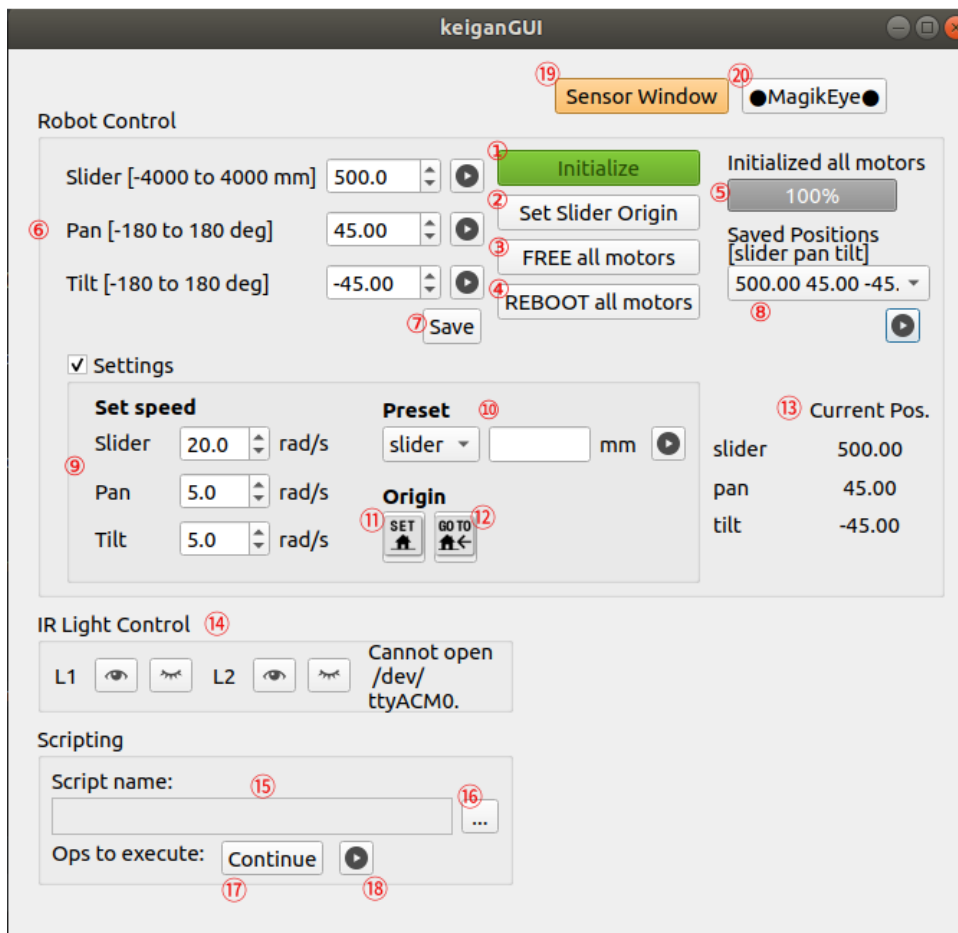 keiganGUI
⑲ Sensor Window ⑳ ●MagikEye●
Robot Control
Slider [-4000 to 4000 mm] 500.0
⑥ Pan [-180 to 180 deg] 45.00
Tilt [-180 to 180 deg] -45.00
⑦ Save
① Initialize
② Set Slider Origin
③ FREE all motors
④ REBOOT all motors
Initialized all motors
⑤ 100%
Saved Positions
[slider pan tilt]
500.00 45.00 -45.
⑧
Settings
Set speed
Slider 20.0 rad/s
⑨
Pan 5.0 rad/s
Tilt 5.0 rad/s
Preset ⑩
slider mm
Origin
⑪ SET GO TO ⑫
⑬ Current Pos.
slider 500.00
pan 45.00
tilt -45.00
IR Light Control ⑭
L1 L2
Cannot open
/dev/
ttyACM0.
Scripting
Script name: ⑮
⑯ ...
Ops to execute: Continue
⑰ ⑱